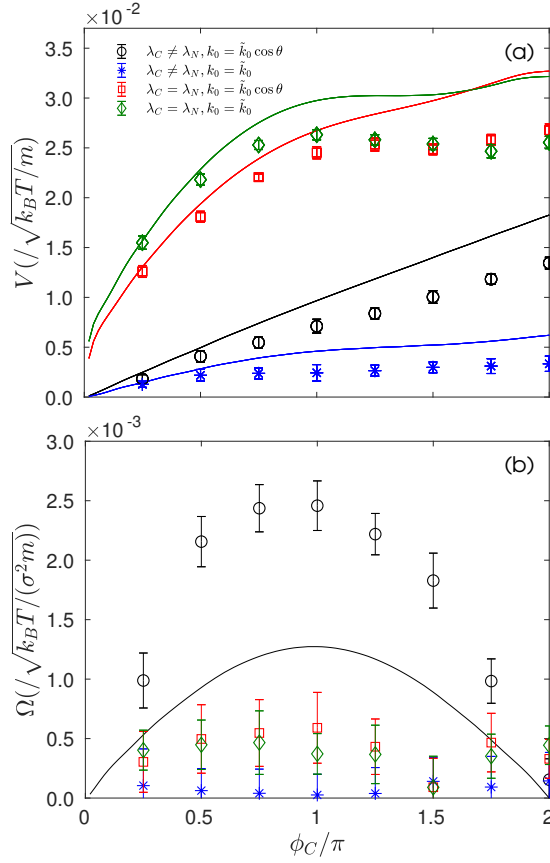 ×10⁻²
(a)
λ_C ≠ λ_N, k_0 = k̃_0 cos θ
λ_C ≠ λ_N, k_0 = k̃_0
λ_C = λ_N, k_0 = k̃_0 cos θ
λ_C = λ_N, k_0 = k̃_0
3.0
2.5
2.0
1.5
1.0
0.5
0.0
V(/√k_BT/m)
×10⁻³
(b)
3.0
2.5
2.0
1.5
1.0
0.5
0.0
Ω(/√k_BT/(σ²m))
0 0.5 1.0 1.5 2.0
ϕ_C/π